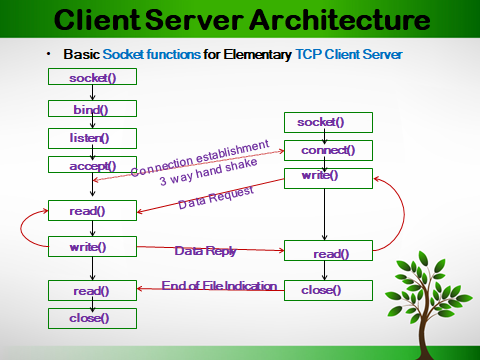 Client Server Architecture
• Basic Socket functions for Elementary TCP Client Server
socket()
bind()
listen()
accept()
read()
write()
read()
close()
Connection establishment
3 way hand shake
Data Request
Data Reply
End of File Indication
socket()
connect()
write()
read()
close()